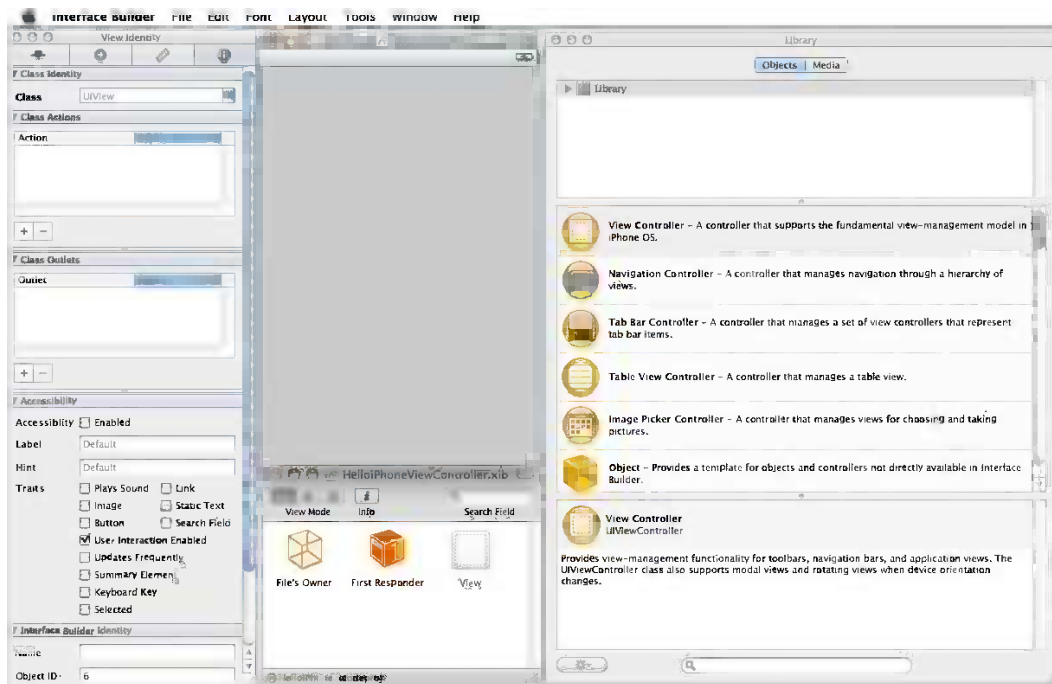 Interface Builder File Edit Font Layout Tools Window Help
View Identity
Class Identity
Class UIView
Class Actions
Action
+ −
Class Outlets
Outlet
+ −
Accessibility
Accessiblity Enabled
Label Default
Hint Default
Traits Plays Sound Link
Image Static Text
Button Search Field
User Interaction Enabled
Updates Frequently
Summary Elemen
Keyboard Key
Selected
Interface Builder Identity
Name
Object ID 6
HelloiPhoneViewController.xib
View Mode Info Search Field
File's Owner First Responder View
Library
Objects Media
Library
View Controller – A controller that supports the fundamental view-management model in
iPhone OS.
Navigation Controller – A controller that manages navigation through a hierarchy of
views.
Tab Bar Controller – A controller that manages a set of view controllers that represent
tab bar items.
Table View Controller – A controller that manages a table view.
Image Picker Controller – A controller that manages views for choosing and taking
pictures.
Object – Provides a template for objects and controllers not directly available in Interface
Builder.
View Controller
UIViewController
Provides view-management functionality for toolbars, navigation bars, and application views. The
UIViewController class also supports modal views and rotating views when device orientation
changes.